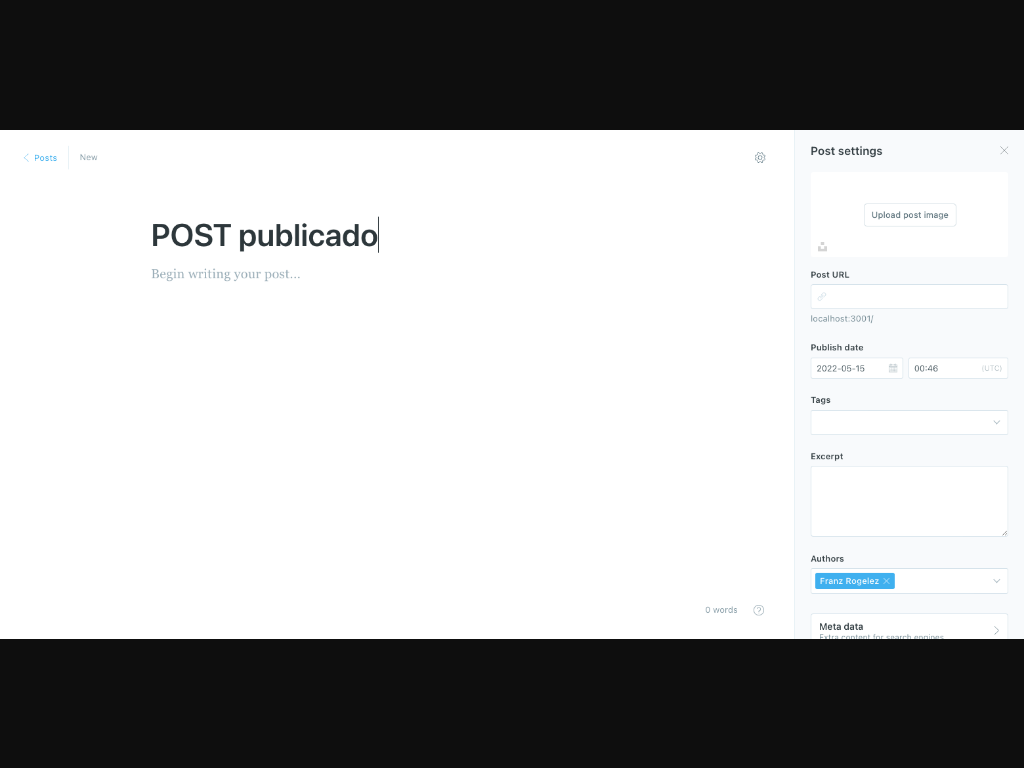 Posts
New
POST publicado
Begin writing your post...
0 words
Post settings
Upload post image
Post URL
localhost:3001/
Publish date
2022-05-15
00:46
(UTC)
Tags
Excerpt
Authors
Franz Rogelez
Meta data
Extra content for search engines